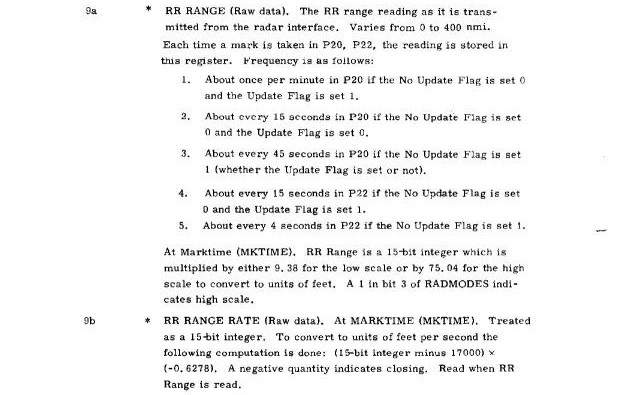 9a * RR RANGE (Raw data). The RR range reading as it is trans-
mitted from the radar interface. Varies from 0 to 400 nmi.
Each time a mark is taken in P20, P22, the reading is stored in
this register. Frequency is as follows:
1. About once per minute in P20 if the No Update Flag is set 0
and the Update Flag is set 1.
2. About every 15 seconds in P20 if the No Update Flag is set
0 and the Update Flag is set 0.
3. About every 45 seconds in P20 if the No Update Flag is set
1 (whether the Update Flag is set or not).
4. About every 15 seconds in P22 if the No Update Flag is set
0 and the Update Flag is set 1.
5. About every 4 seconds in P22 if the No Update Flag is set 1.
At Marktime (MKTIME). RR Range is a 15-bit integer which is
multiplied by either 9.38 for the low scale or by 75.04 for the high
scale to convert to units of feet. A 1 in bit 3 of RADMODES indi-
cates high scale.
9b * RR RANGE RATE (Raw data). At MARKTIME (MKTIME). Treated
as a 15-bit integer. To convert to units of feet per second the
following computation is done: (15-bit integer minus 17000) ×
(-0.6278). A negative quantity indicates closing. Read when RR
Range is read.